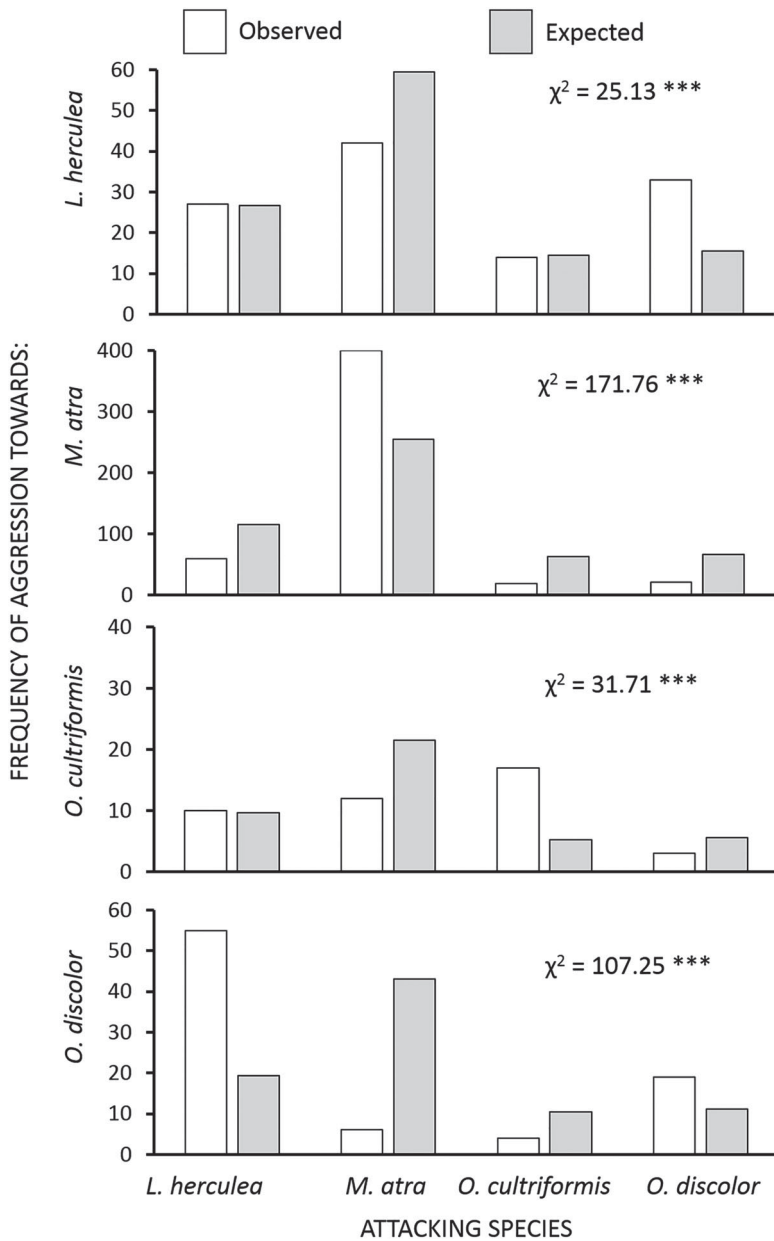 Observed Expected
FREQUENCY OF AGGRESSION TOWARDS:
L. herculea
60
50
40
30
20
10
0
χ² = 25.13 ***
M. atra
400
300
200
100
0
χ² = 171.76 ***
O. cultriformis
40
30
20
10
0
χ² = 31.71 ***
O. discolor
60
50
40
30
20
10
0
χ² = 107.25 ***
L. herculea M. atra O. cultriformis O. discolor
ATTACKING SPECIES